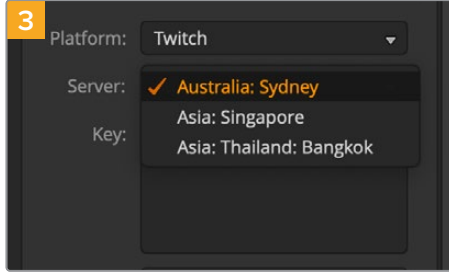 3
Platform: Twitch
Server: Australia: Sydney
Asia: Singapore
Key:
Asia: Thailand: Bangkok